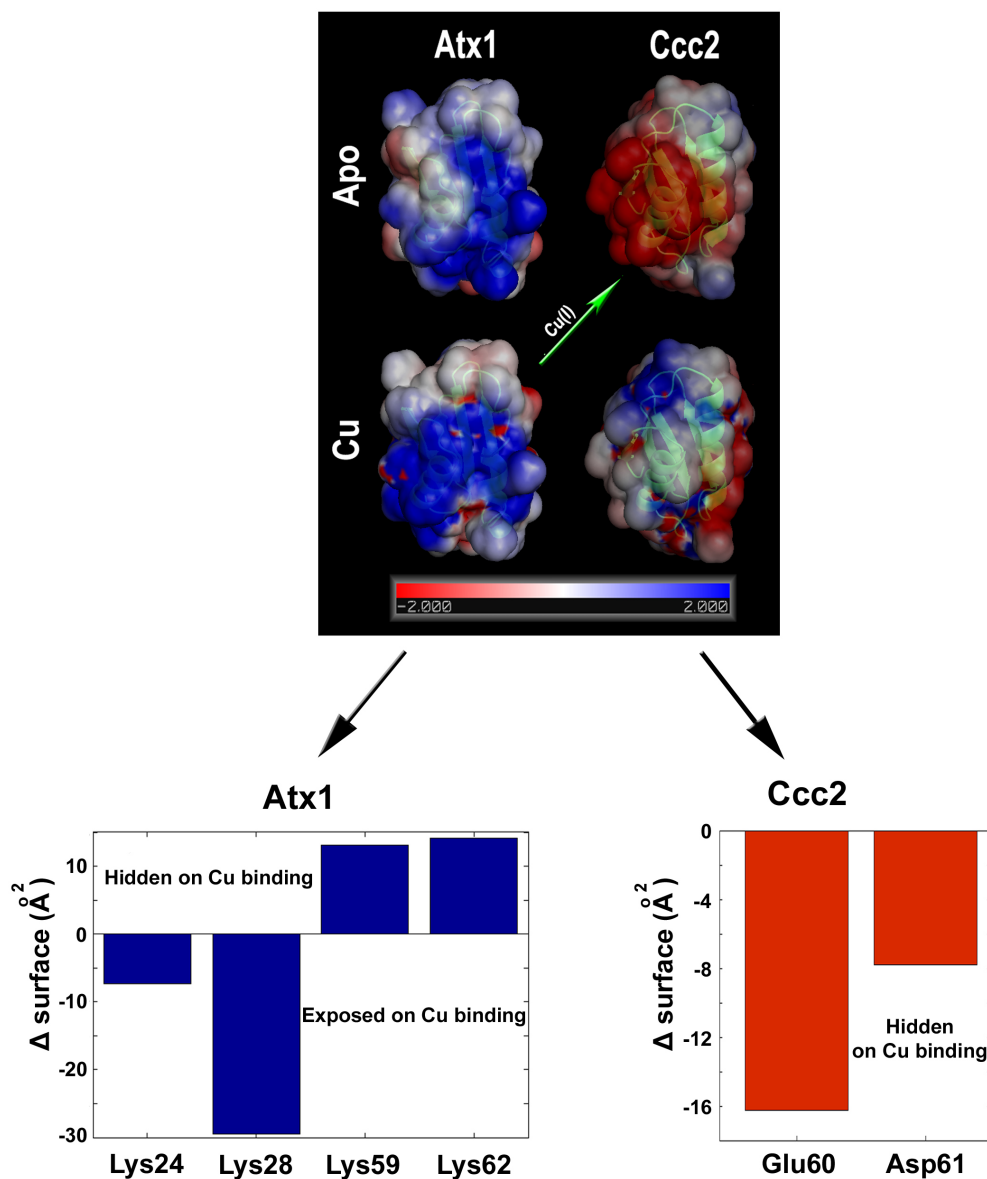 Atx1 Ccc2
Apo
Cu(I)
Cu
-2.000 2.000
Atx1
Ccc2
Δ surface (Å²)
10
0
-10
-20
-30
Hidden on Cu binding
Exposed on Cu binding
Lys24 Lys28 Lys59 Lys62
Δ surface (Å²)
0
-4
-8
-12
-16
Hidden
on Cu binding
Glu60 Asp61